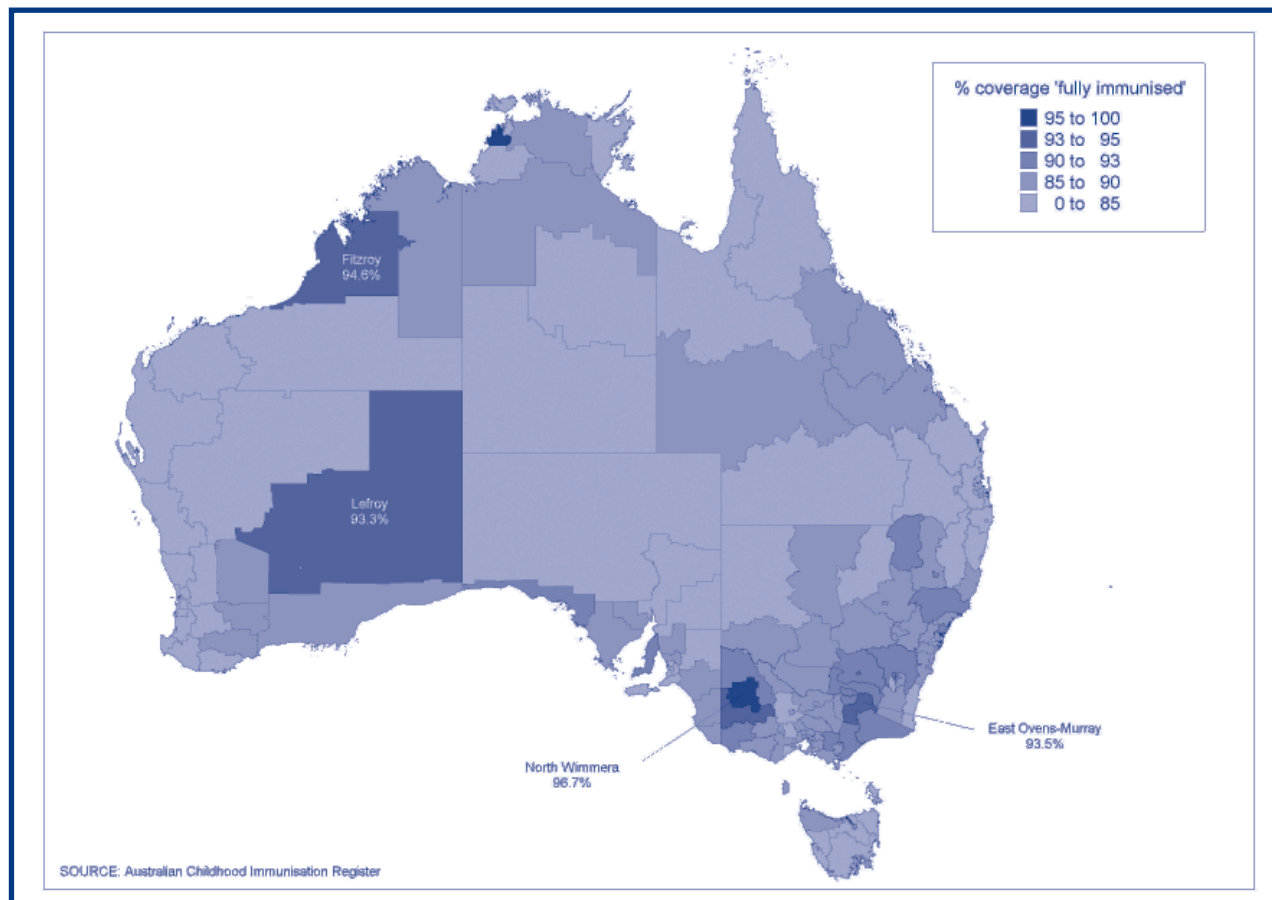 % coverage 'fully immunised'
95 to 100
93 to 95
90 to 93
85 to 90
0 to 85
Fitzroy
94.6%
Lefroy
93.3%
East Ovens-Murray
93.5%
North Wimmera
96.7%
SOURCE: Australian Childhood Immunisation Register